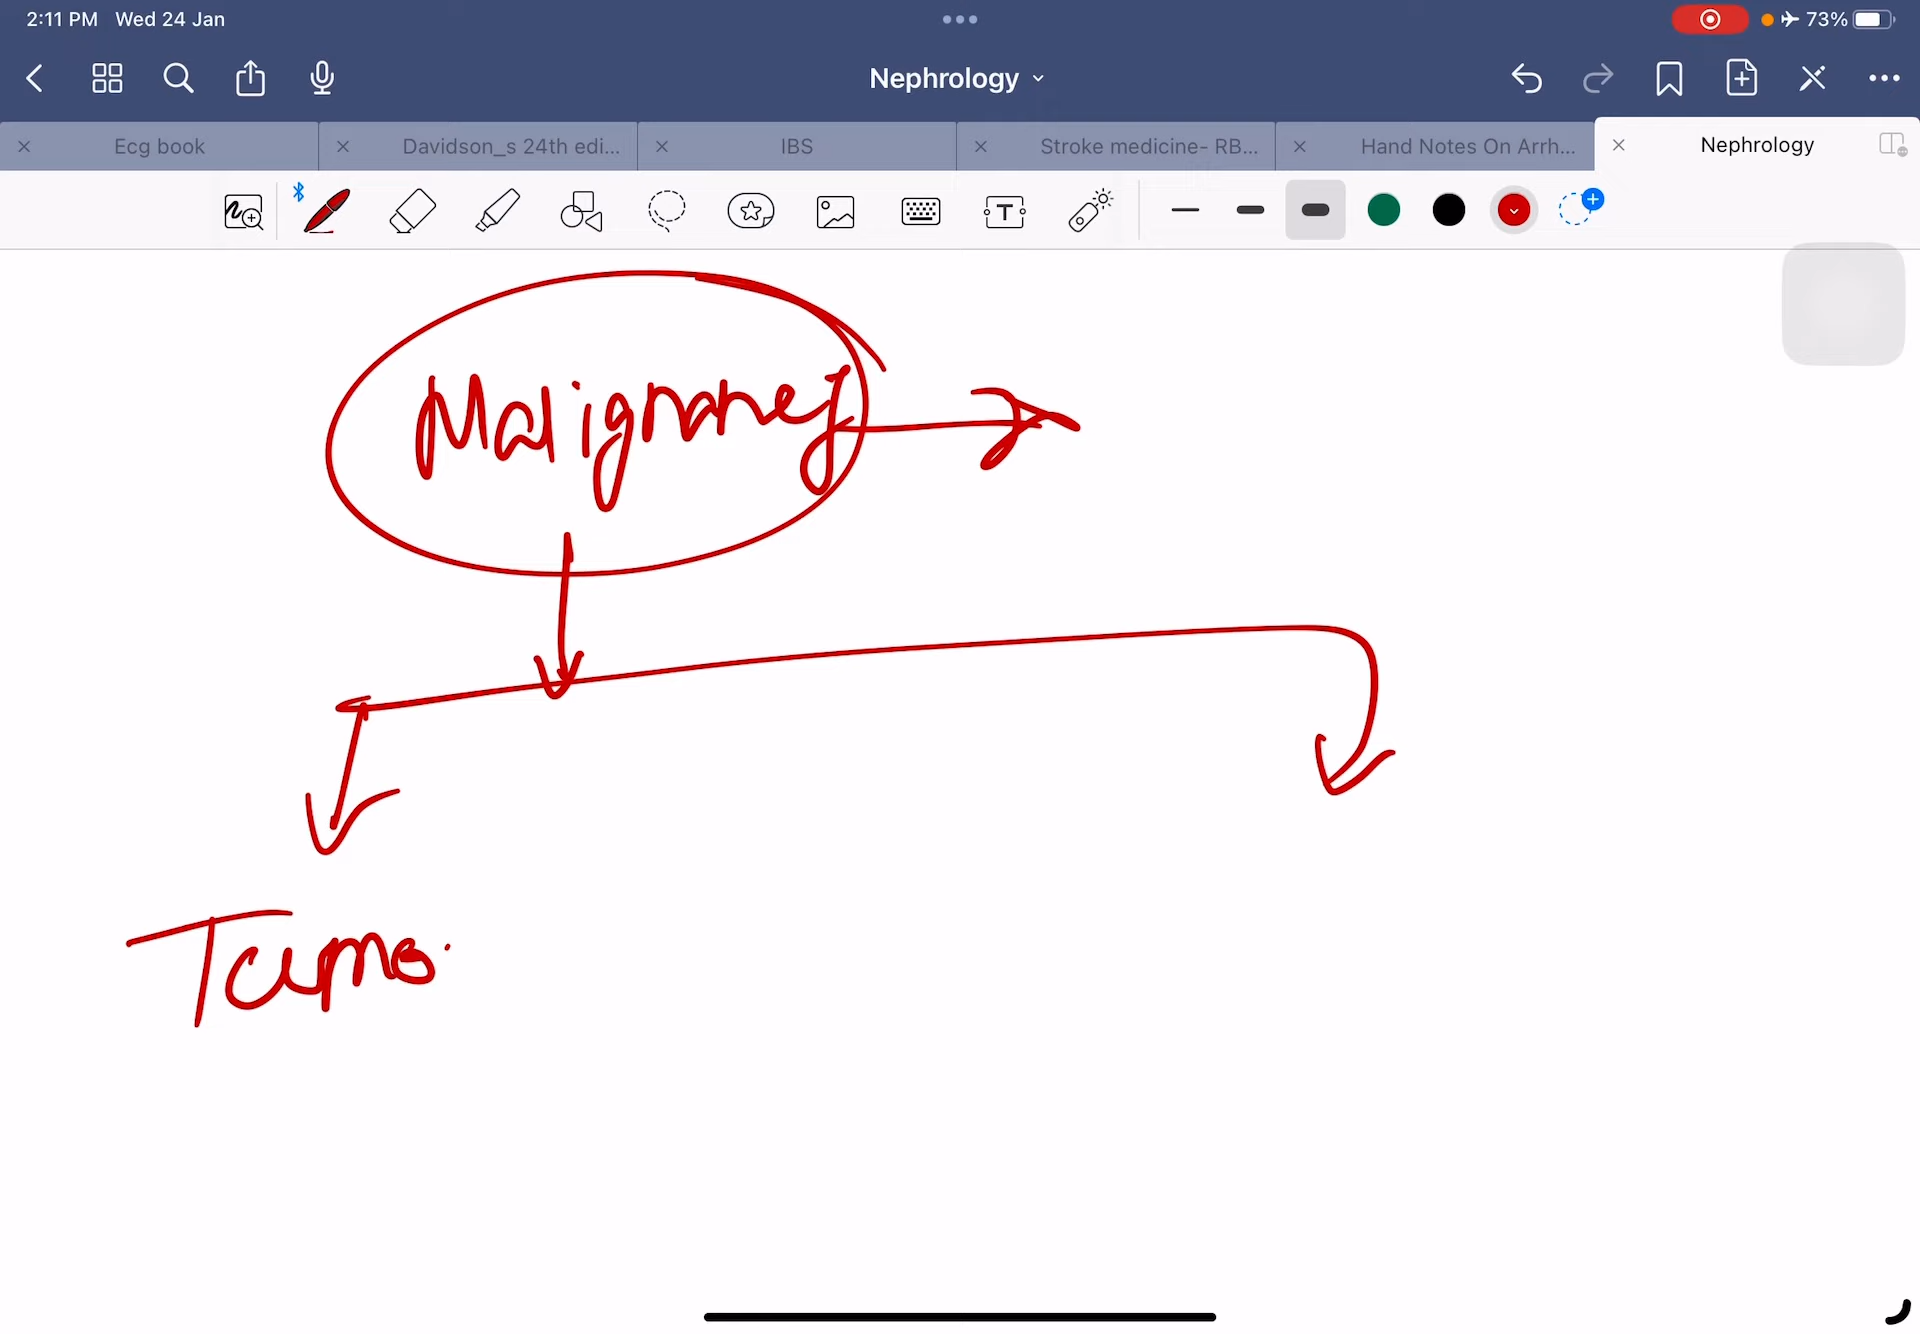 2:11 PM Wed 24 Jan
73%
Nephrology
Ecg book
Davidson_s 24th edi...
IBS
Stroke medicine- RB...
Hand Notes On Arrh...
Nephrology
T
Malignancy
Tumo